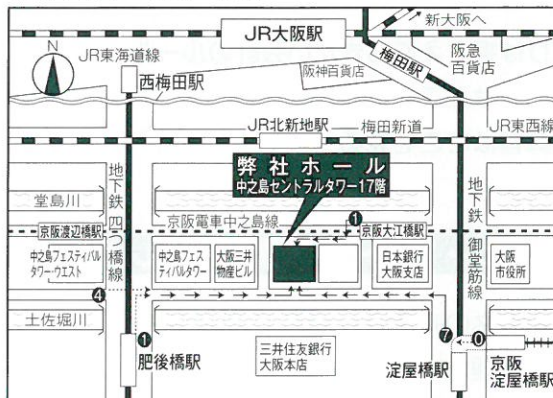 新大阪へ
JR大阪駅
N
JR東海道線
西梅田駅
阪神百貨店
梅田駅
阪急
百貨店
JR北新地駅
梅田新道
JR東西線
弊社ホール
中之島セントラルタワー17階
地下鉄 四つ橋線
地下鉄 御堂筋線
堂島川
京阪電車中之島線
❶
京阪渡辺橋駅
京阪大江橋駅
中之島フェスティバル
タワー・ウエスト
中之島フェス
ティバルタワー
大阪三井
物産ビル
日本銀行
大阪支店
大阪
市役所
❹
土佐堀川
❶
肥後橋駅
三井住友銀行
大阪本店
❼
淀屋橋駅
⓿
京阪
淀屋橋駅